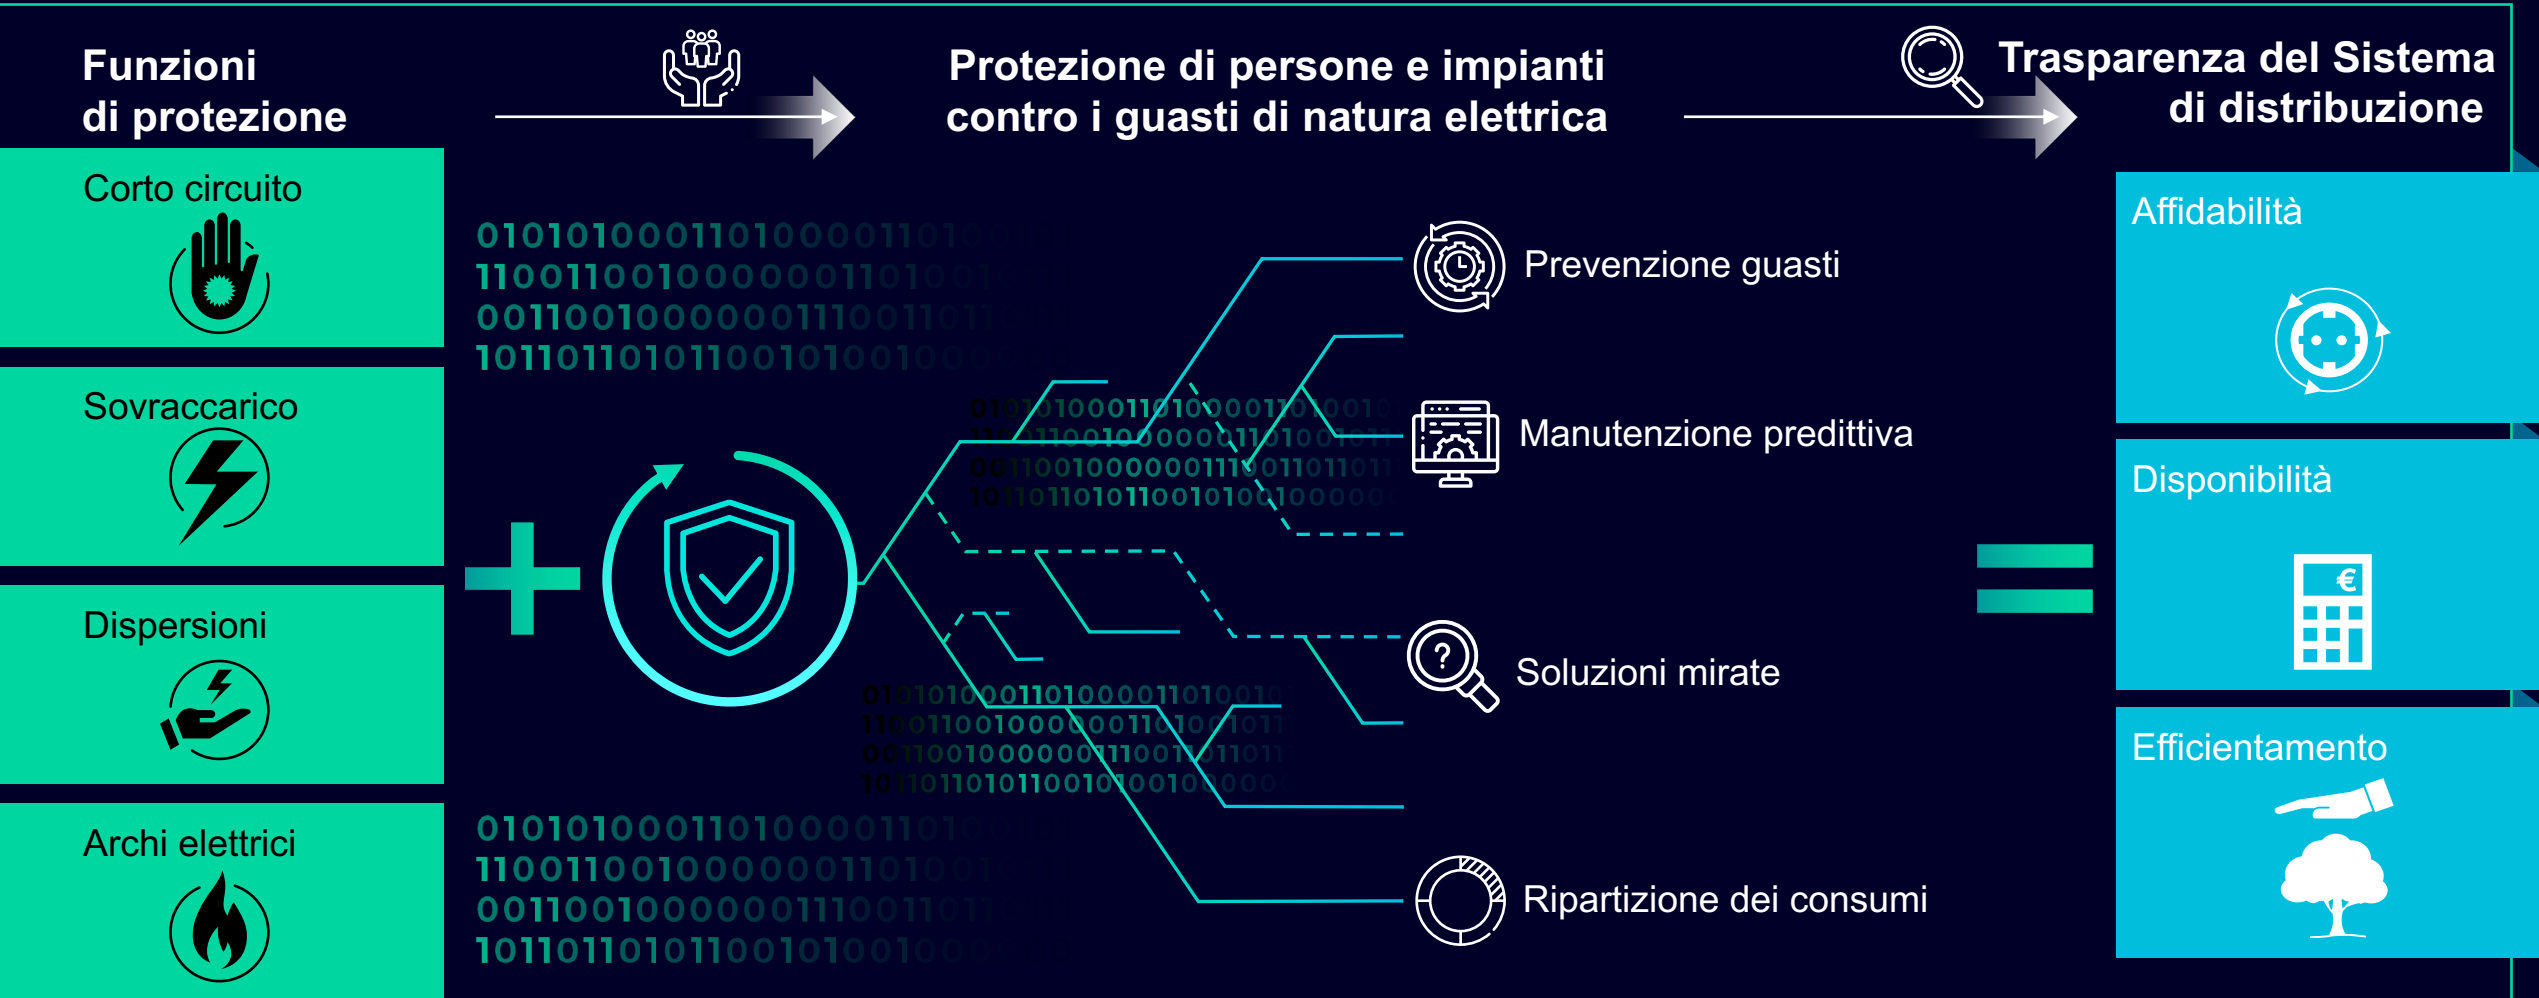 Funzioni
di protezione
Protezione di persone e impianti
contro i guasti di natura elettrica
Trasparenza del Sistema
di distribuzione
Corto circuito
Sovraccarico
Dispersioni
Archi elettrici
Prevenzione guasti
Manutenzione predittiva
?
Soluzioni mirate
Ripartizione dei consumi
Affidabilità
Disponibilità
€
Efficientamento